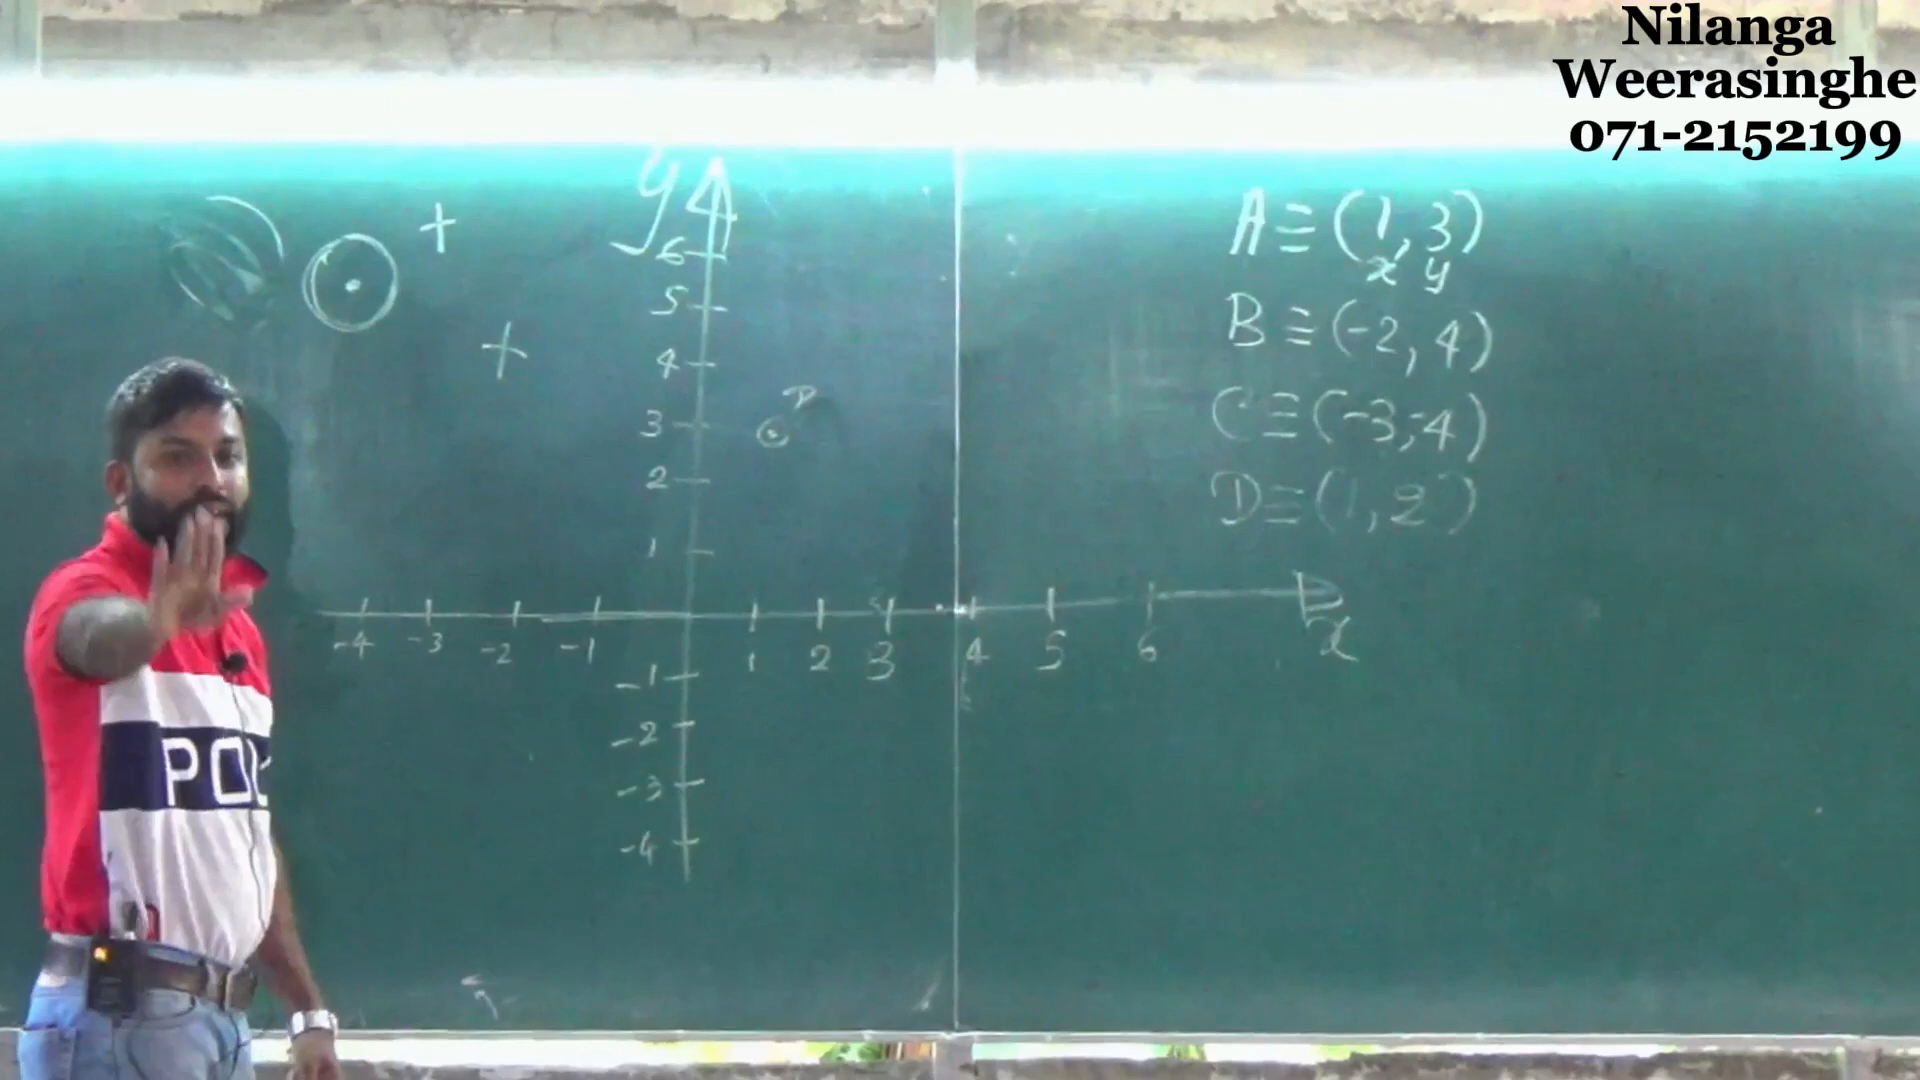 Nilanga
Weerasinghe
071-2152199
A ≡ (1, 3)
x y
B ≡ (-2, 4)
C ≡ (-3, -4)
D ≡ (1, 2)
y
6
5
4
3
2
1
-4 -3 -2 -1 1 2 3 4 5 6 x
-1
-2
-3
-4